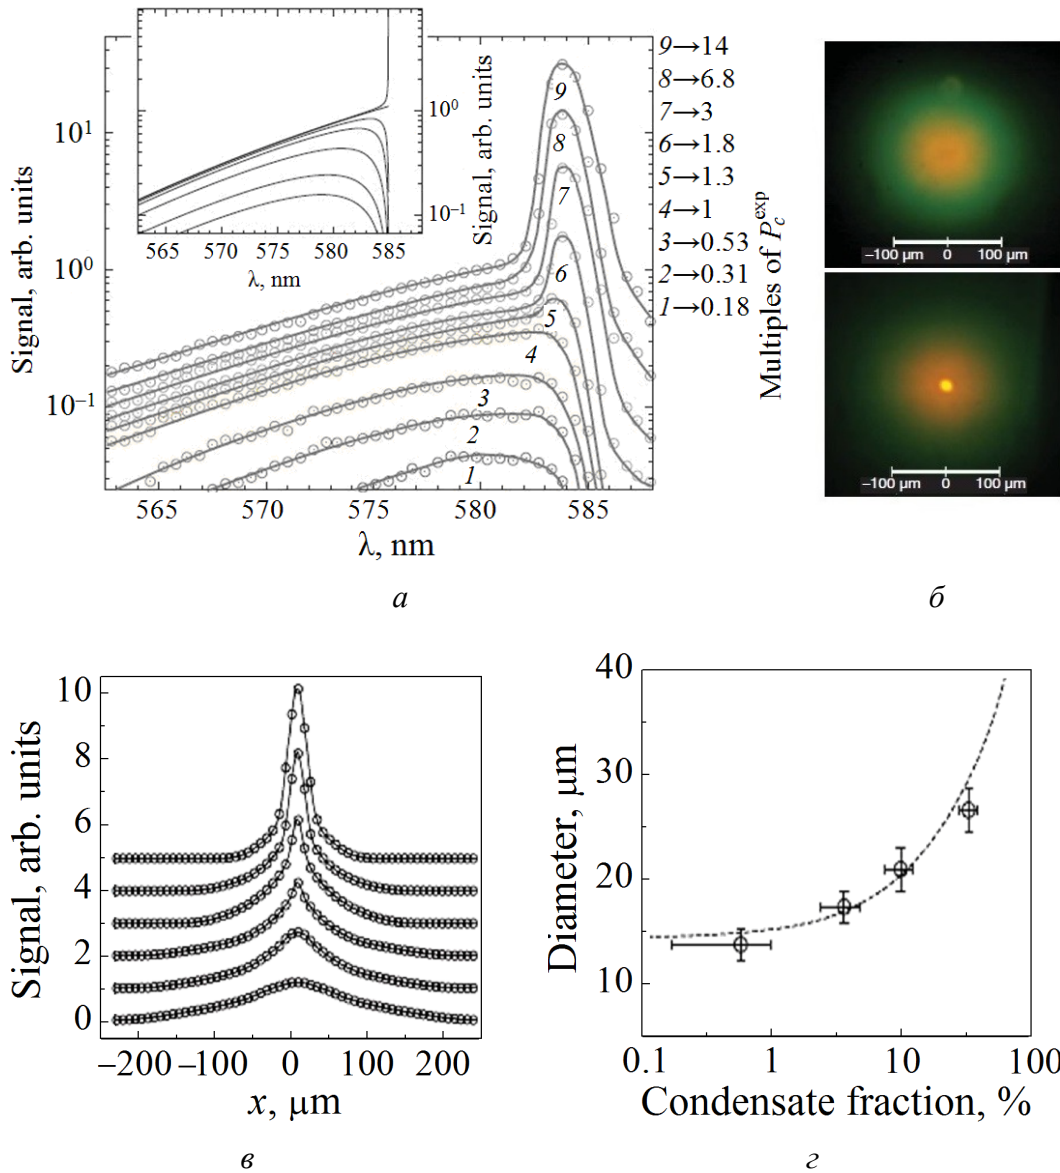 Signal, arb. units
10¹
10⁰
10⁻¹
565 570 575 580 585
λ, nm
Signal, arb. units
10⁰
10⁻¹
565 570 575 580 585
λ, nm
9
8
7
6
5
4
3
2
1
9→14
8→6.8
7→3
6→1.8
5→1.3
4→1
3→0.53
2→0.31
1→0.18
Multiples of P_c^exp
−100 µm 0 100 µm
−100 µm 0 100 µm
а
б
Signal, arb. units
10
8
6
4
2
0
−200 −100 0 100 200
x, µm
Diameter, µm
40
30
20
10
0.1 1 10 100
Condensate fraction, %
в
г